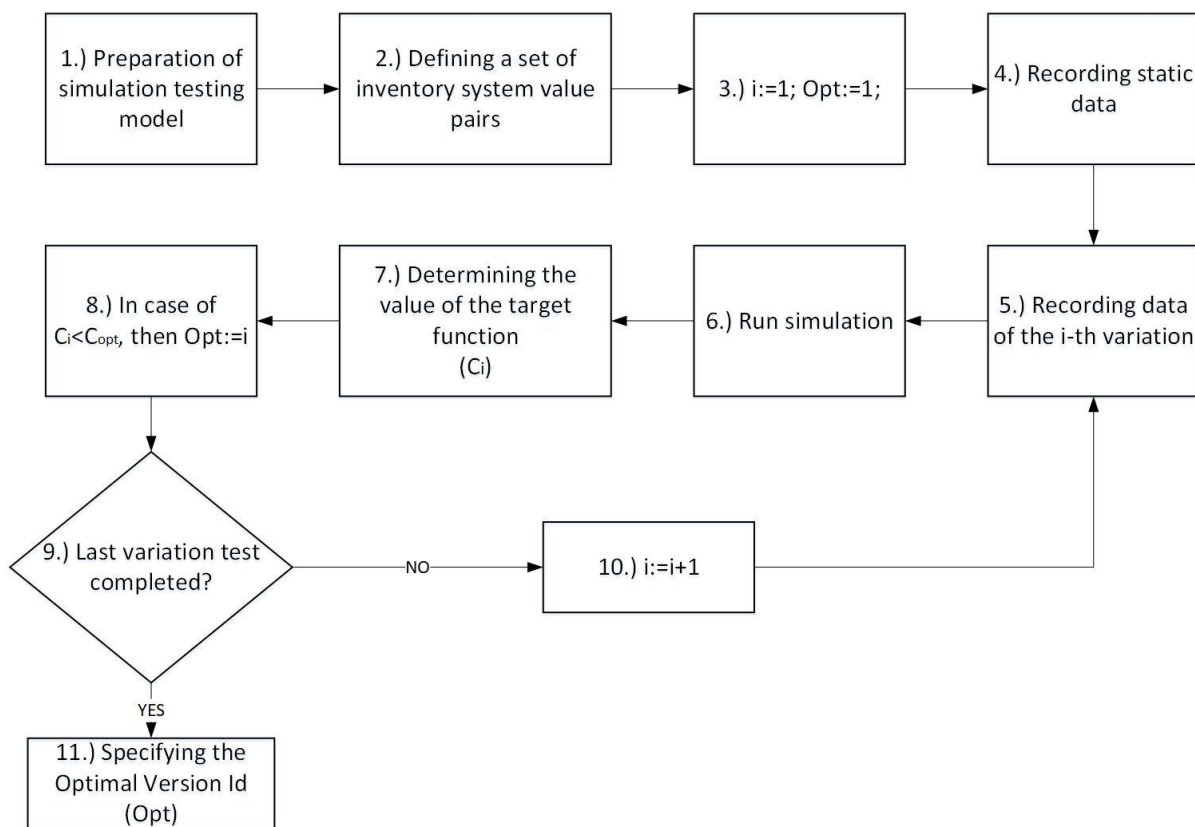 1.) Preparation of
simulation testing
model
2.) Defining a set of
inventory system value
pairs
3.) i:=1; Opt:=1;
4.) Recording static
data
5.) Recording data
of the i-th variation
6.) Run simulation
7.) Determining the
value of the target
function
(Ci)
8.) In case of
Ci<Copt, then Opt:=i
9.) Last variation test
completed?
NO
10.) i:=i+1
YES
11.) Specifying the
Optimal Version Id
(Opt)